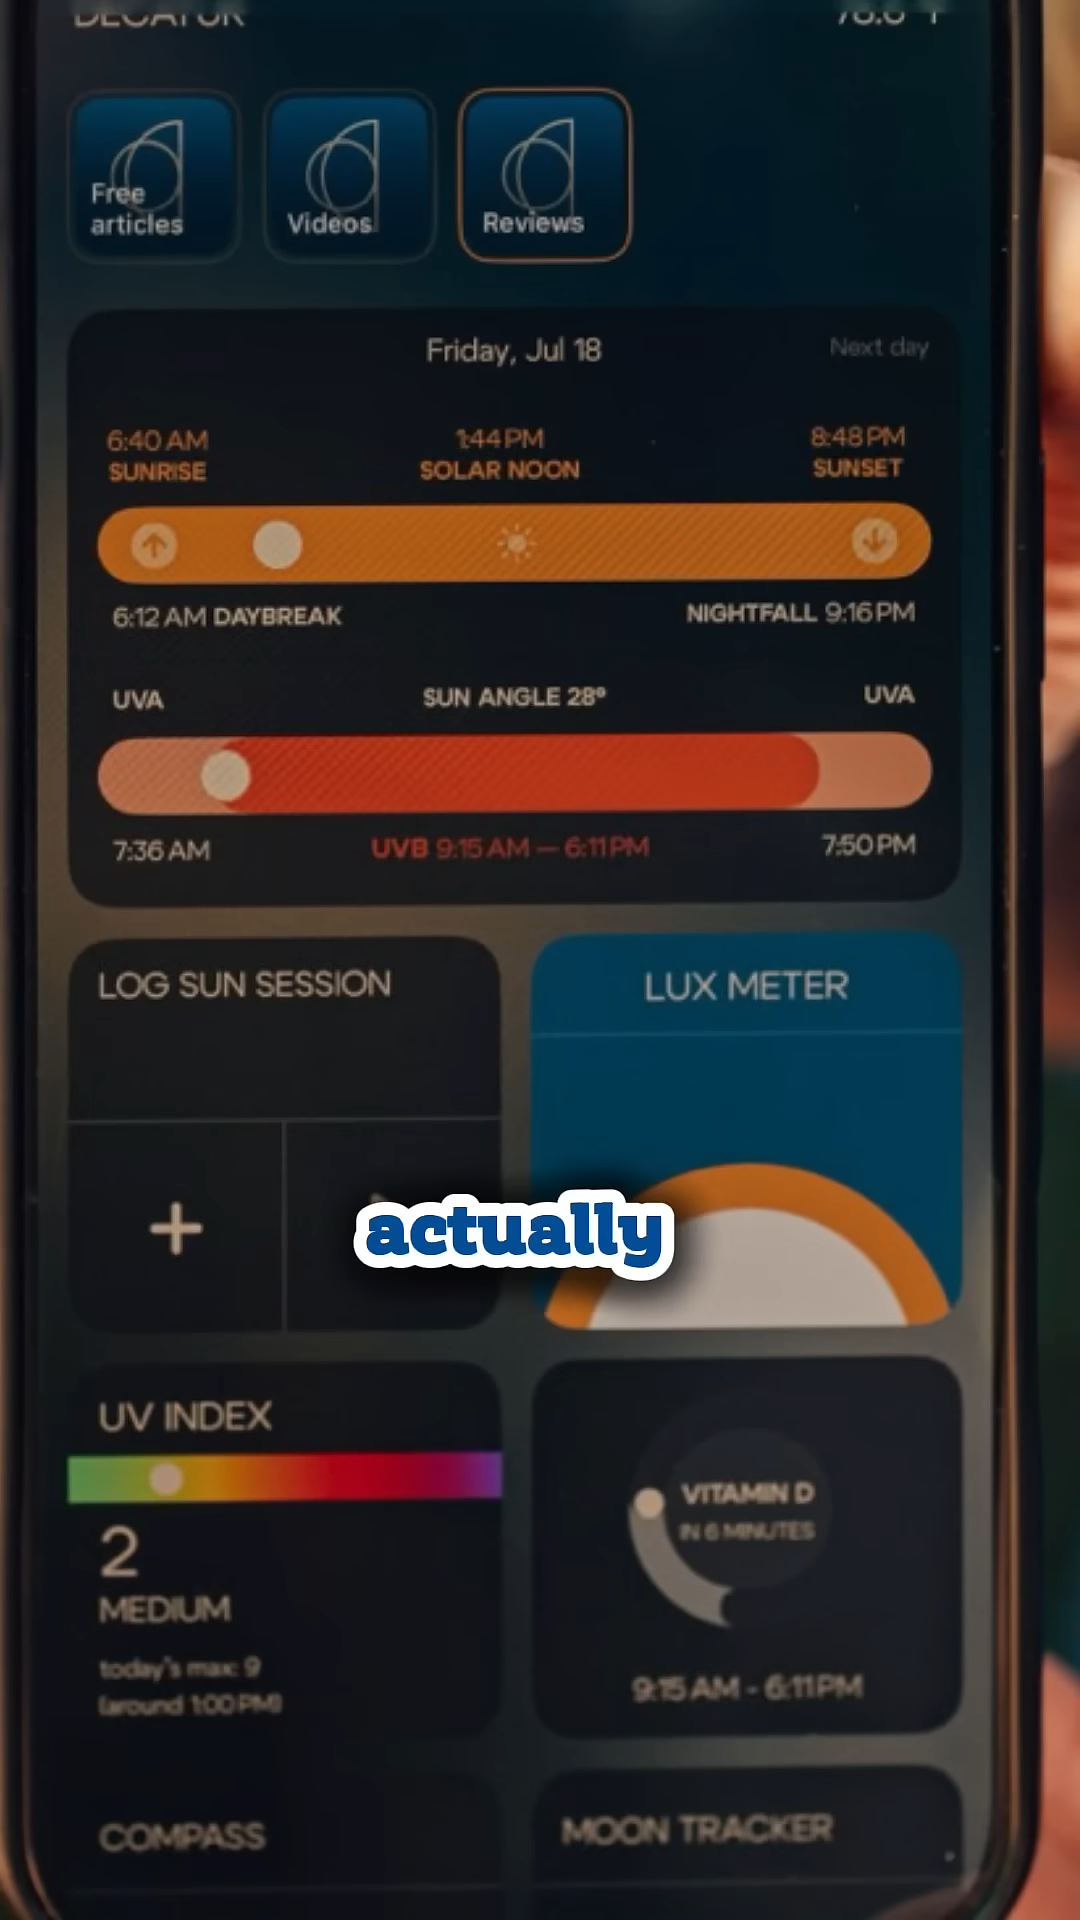 DECATUR
Free
articles
Videos
Reviews
Friday, Jul 18
Next day
6:40 AM
SUNRISE
1:44 PM
SOLAR NOON
8:48 PM
SUNSET
6:12 AM DAYBREAK
NIGHTFALL 9:16 PM
UVA
SUN ANGLE 28°
UVA
7:36 AM
UVB 9:15 AM — 6:11 PM
7:50 PM
LOG SUN SESSION
LUX METER
actually
UV INDEX
2
MEDIUM
today's max: 9
(around 1:00 PM)
VITAMIN D
IN 6 MINUTES
9:15 AM - 6:11 PM
COMPASS
MOON TRACKER